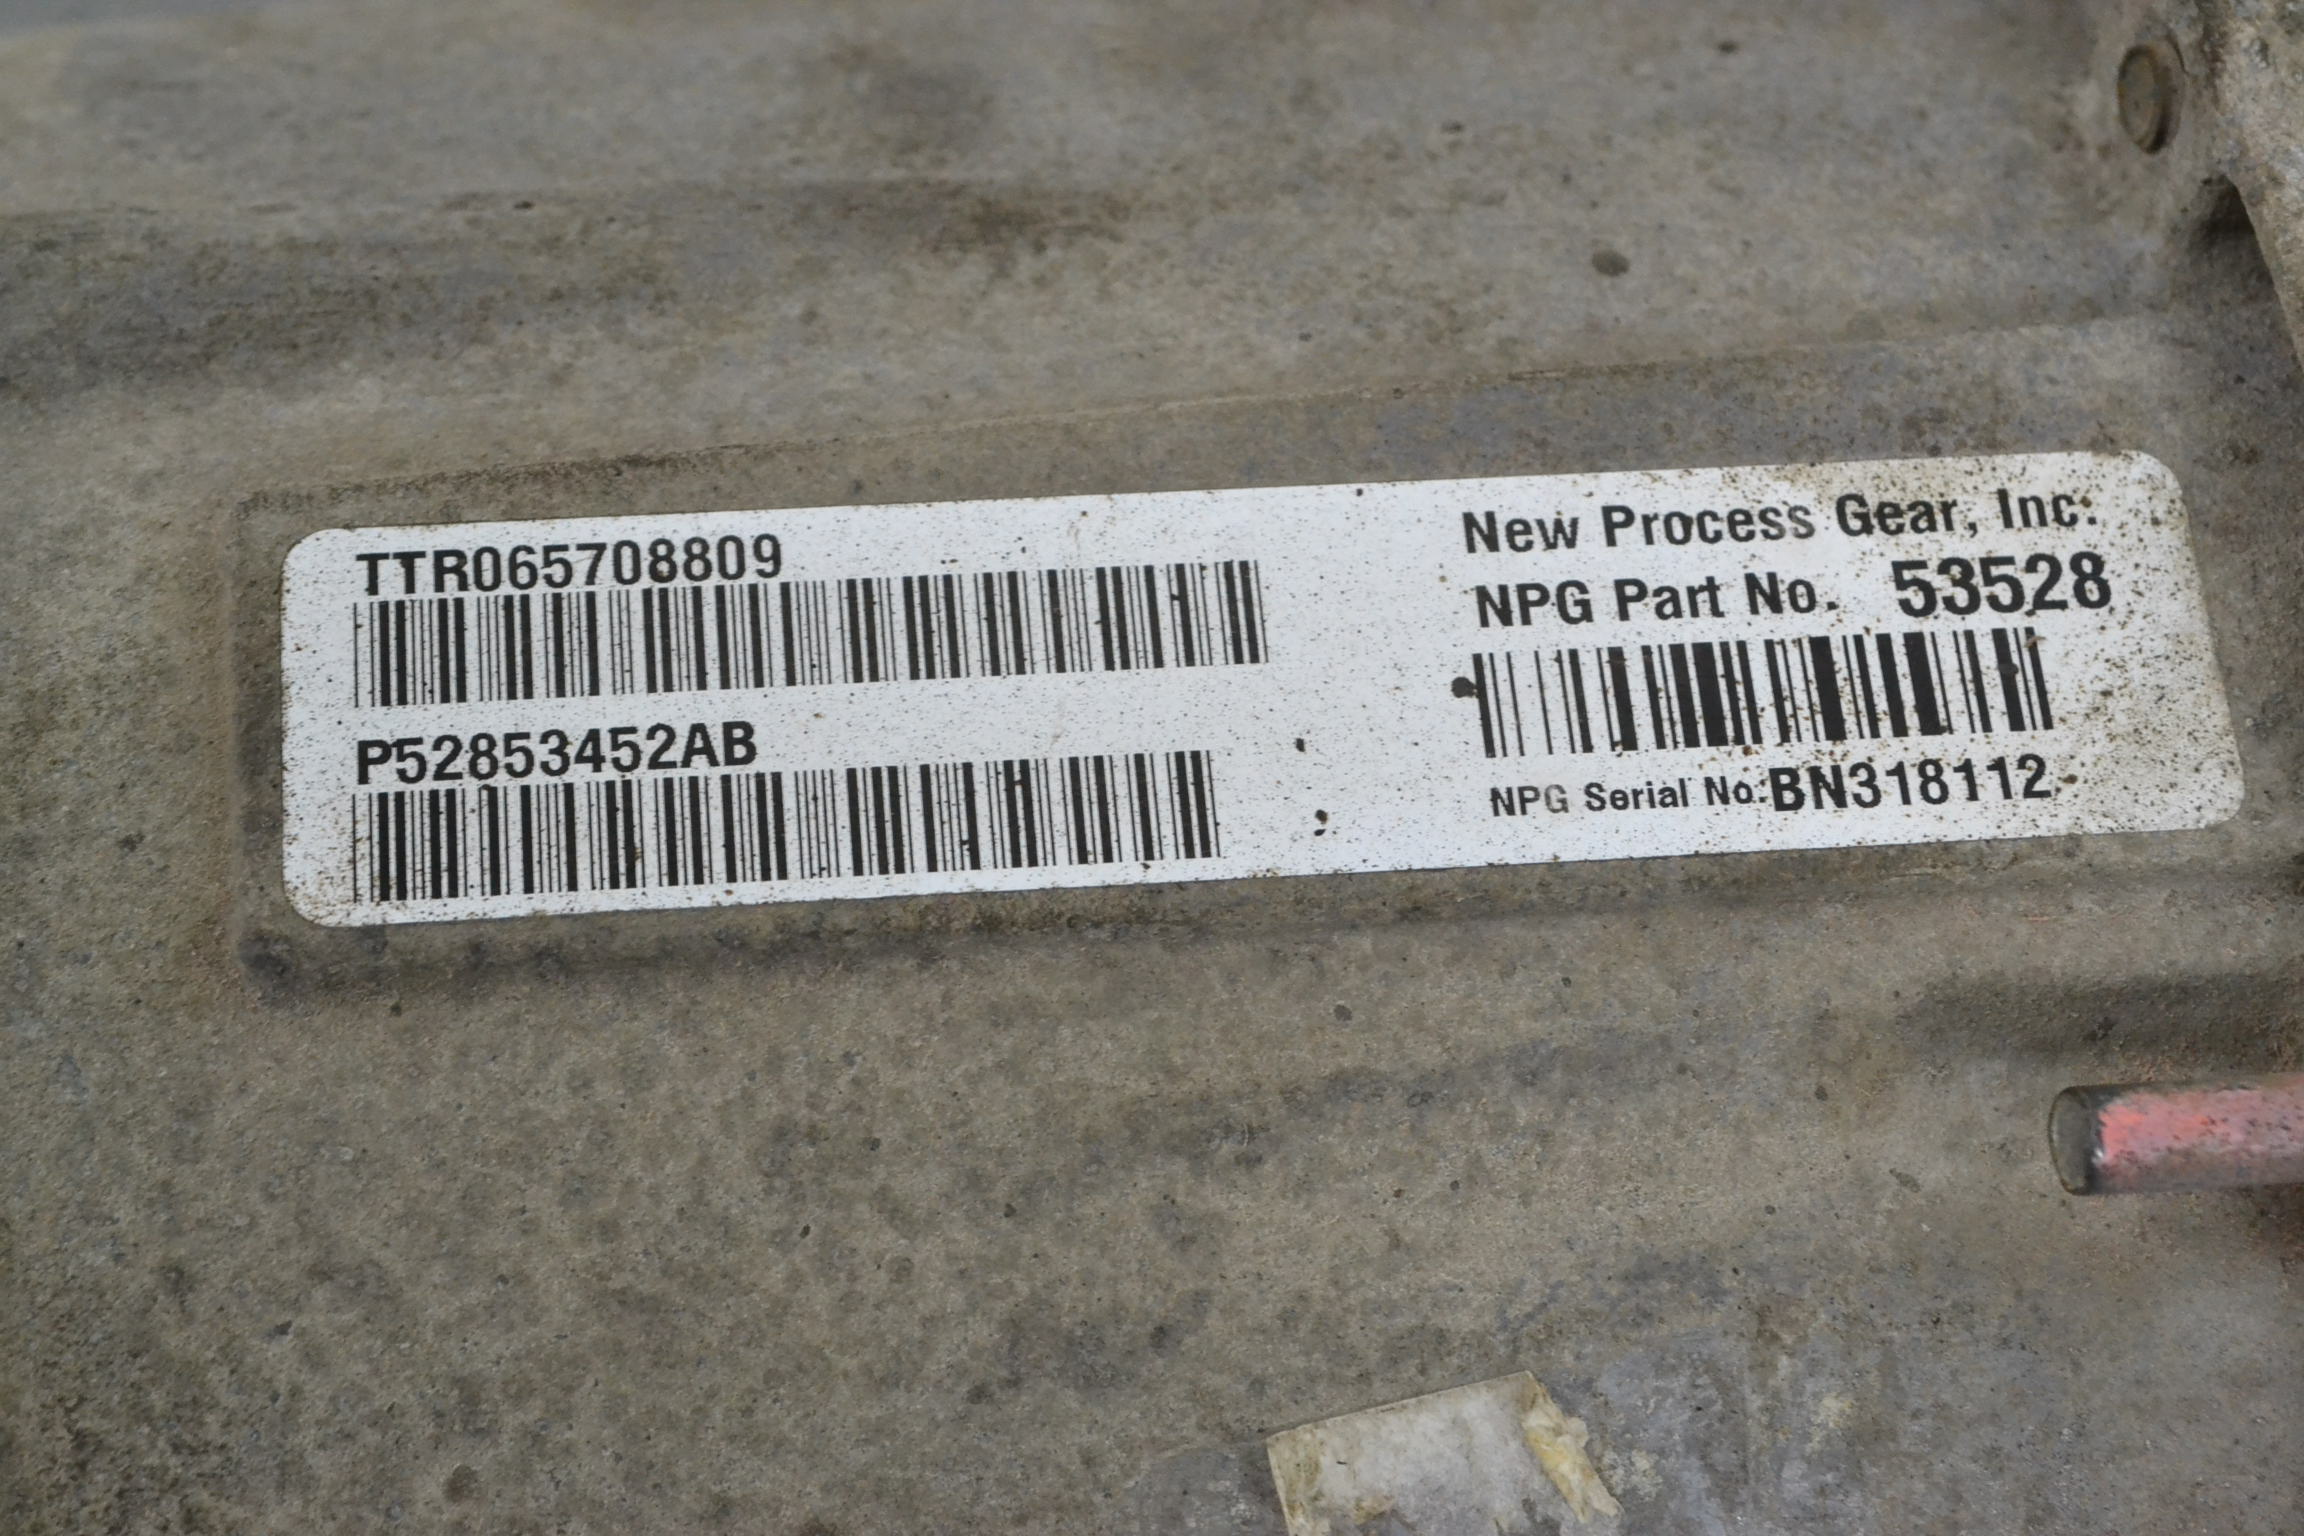 TTR065708809
P52853452AB
New Process Gear, Inc.
NPG Part No. 53528
NPG Serial No.:BN318112